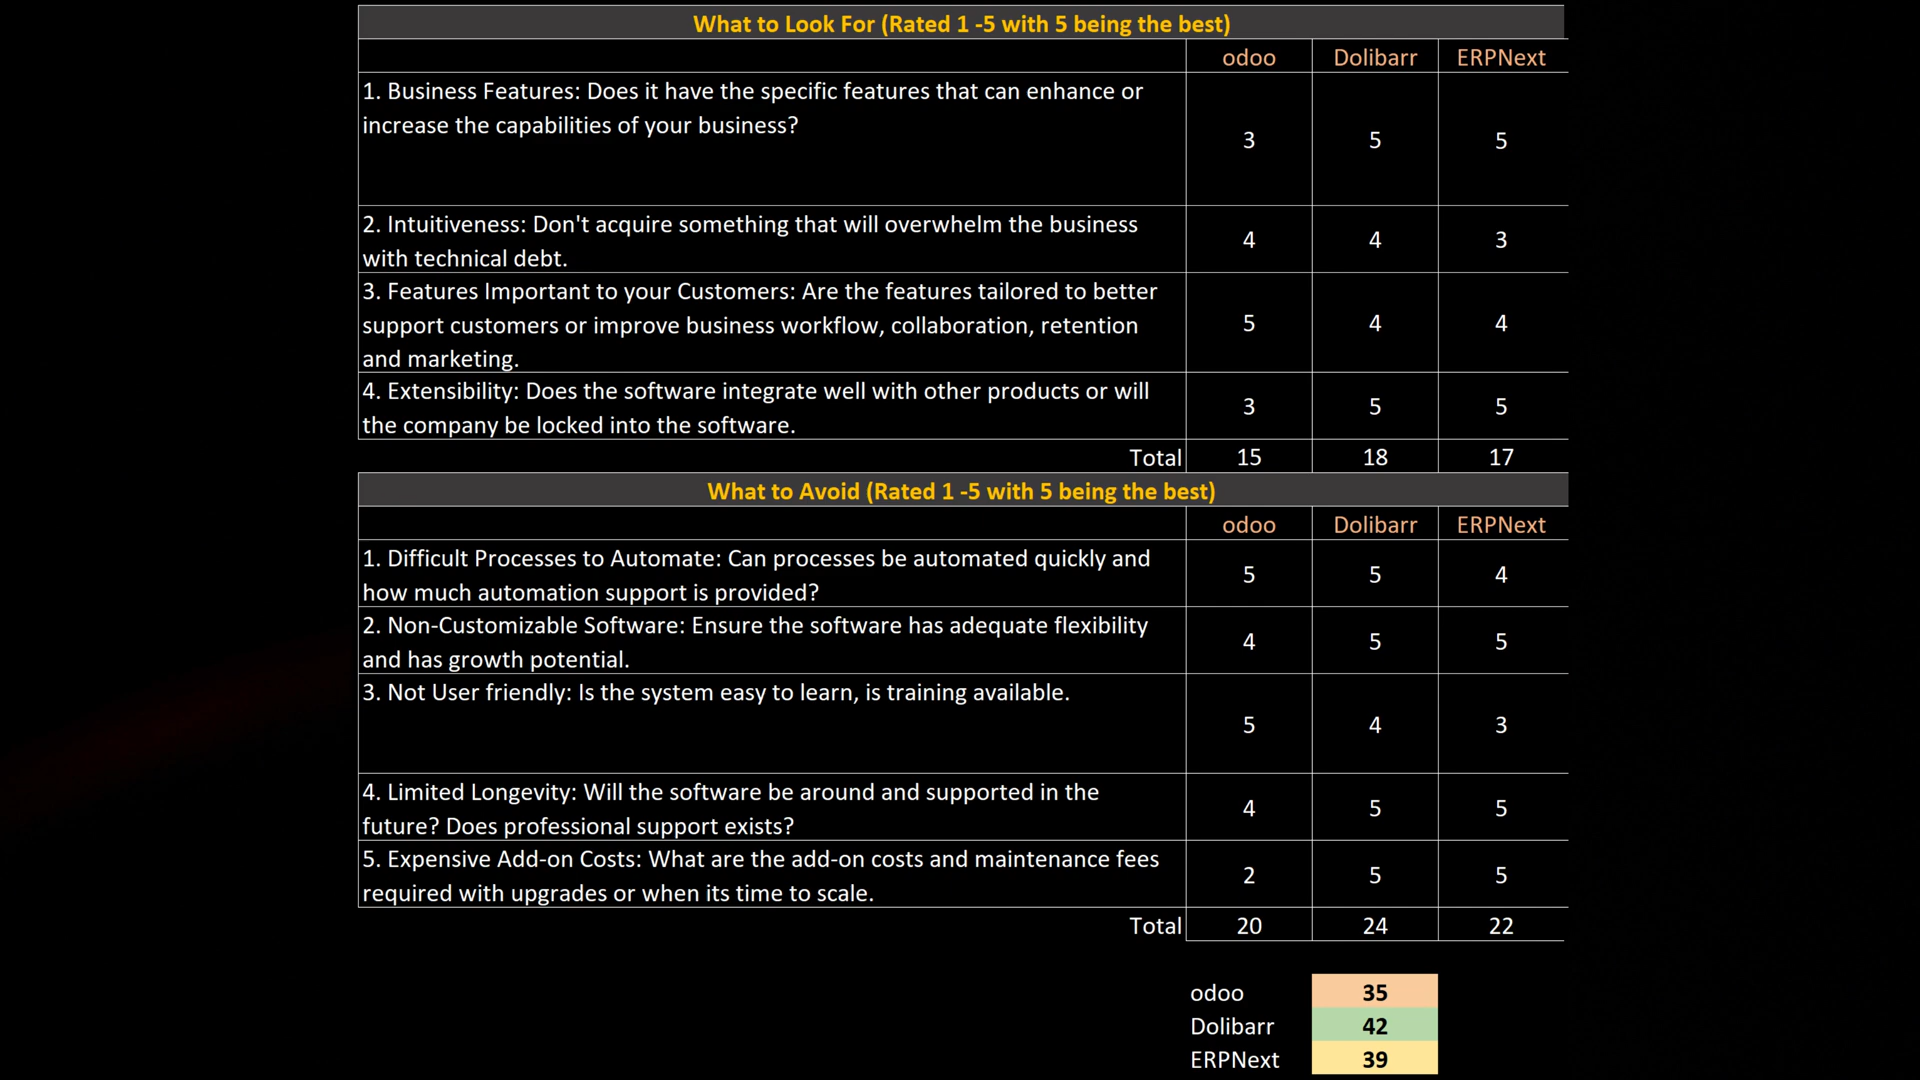 What to Look For (Rated 1 -5 with 5 being the best)
odoo Dolibarr ERPNext
1. Business Features: Does it have the specific features that can enhance or
increase the capabilities of your business?
3 5 5
2. Intuitiveness: Don't acquire something that will overwhelm the business
with technical debt.
4 4 3
3. Features Important to your Customers: Are the features tailored to better
support customers or improve business workflow, collaboration, retention
and marketing.
5 4 4
4. Extensibility: Does the software integrate well with other products or will
the company be locked into the software.
3 5 5
Total 15 18 17
What to Avoid (Rated 1 -5 with 5 being the best)
odoo Dolibarr ERPNext
1. Difficult Processes to Automate: Can processes be automated quickly and
how much automation support is provided?
5 5 4
2. Non-Customizable Software: Ensure the software has adequate flexibility
and has growth potential.
4 5 5
3. Not User friendly: Is the system easy to learn, is training available.
5 4 3
4. Limited Longevity: Will the software be around and supported in the
future? Does professional support exists?
4 5 5
5. Expensive Add-on Costs: What are the add-on costs and maintenance fees
required with upgrades or when its time to scale.
2 5 5
Total 20 24 22
odoo 35
Dolibarr 42
ERPNext 39